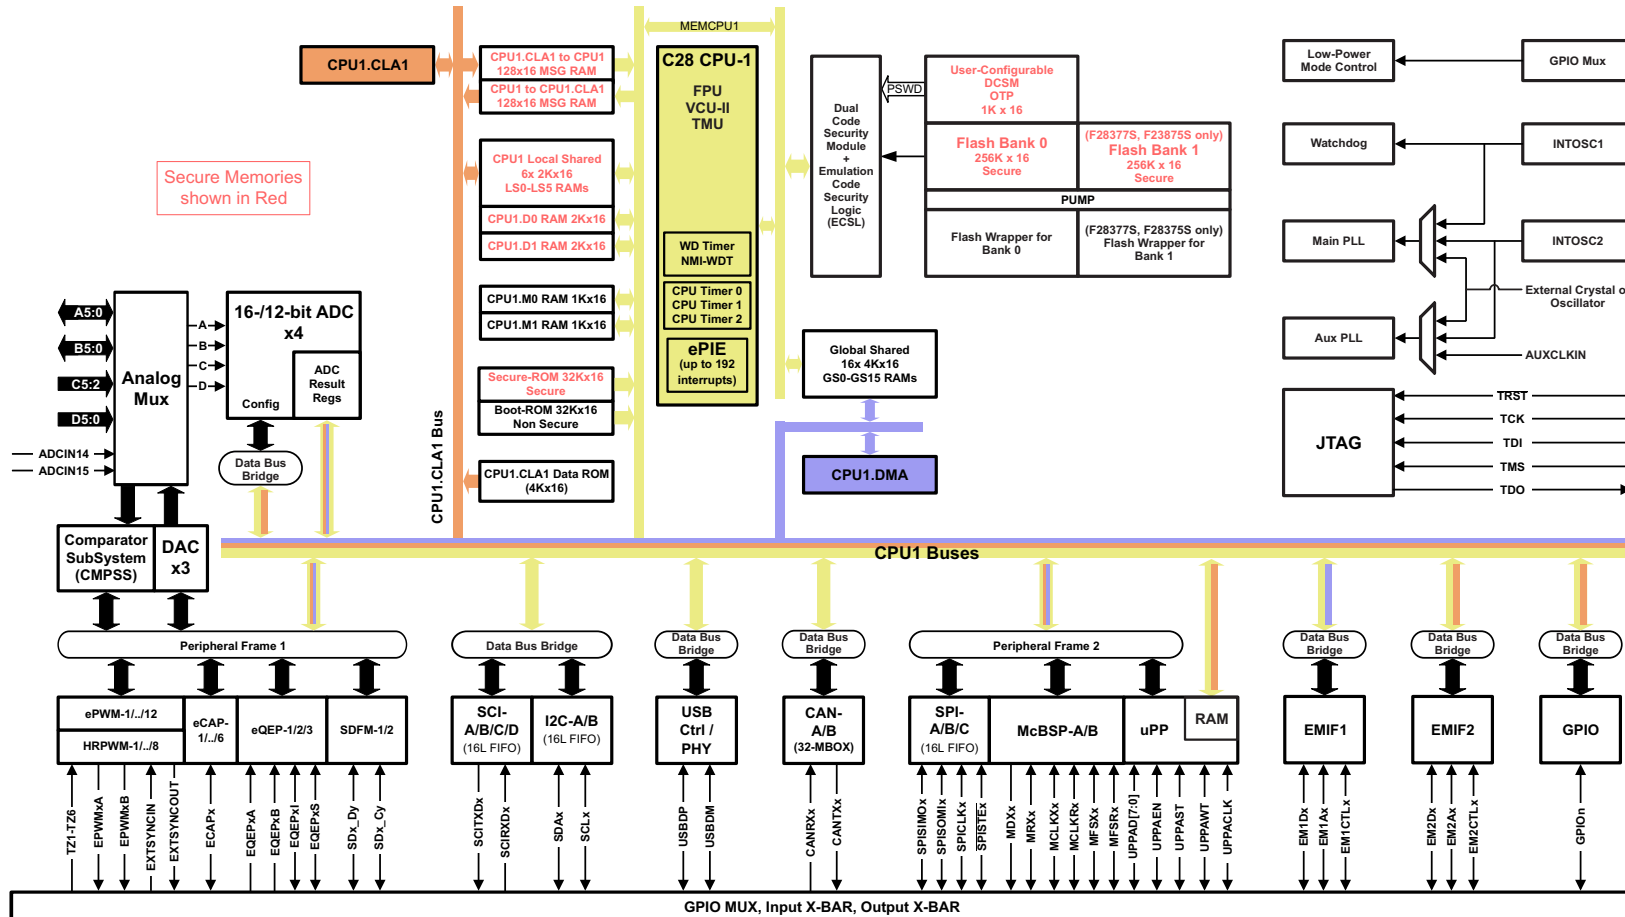 MEMCPU1
CPU1.CLA1
CPU1.CLA1 to CPU1
128x16 MSG RAM
CPU1 to CPU1.CLA1
128x16 MSG RAM
C28 CPU-1
FPU
VCU-II
TMU
PSWD
User-Configurable
DCSM
OTP
1K x 16
Dual
Code
Security
Module
+
Emulation
Code
Security
Logic
(ECSL)
Flash Bank 0
256K x 16
Secure
(F28377S, F23875S only)
Flash Bank 1
256K x 16
Secure
PUMP
Flash Wrapper for
Bank 0
(F28377S, F28375S only)
Flash Wrapper for
Bank 1
Low-Power
Mode Control
GPIO Mux
Watchdog
INTOSC1
Main PLL
INTOSC2
External Crystal o
Oscillator
Aux PLL
AUXCLKIN
Secure Memories
shown in Red
CPU1 Local Shared
6x 2Kx16
LS0-LS5 RAMs
CPU1.D0 RAM 2Kx16
CPU1.D1 RAM 2Kx16
WD Timer
NMI-WDT
CPU1.M0 RAM 1Kx16
CPU1.M1 RAM 1Kx16
CPU Timer 0
CPU Timer 1
CPU Timer 2
ePIE
(up to 192
interrupts)
Secure-ROM 32Kx16
Secure
Boot-ROM 32Kx16
Non Secure
CPU1.CLA1 Data ROM
(4Kx16)
CPU1.CLA1 Bus
Global Shared
16x 4Kx16
GS0-GS15 RAMs
CPU1.DMA
JTAG
TRST
TCK
TDI
TMS
TDO
A5:0
B5:0
C5:2
D5:0
ADCIN14
ADCIN15
Analog
Mux
A
B
C
D
16-/12-bit ADC
x4
Config
ADC
Result
Regs
Data Bus
Bridge
Comparator
SubSystem
(CMPSS)
DAC
x3
CPU1 Buses
Peripheral Frame 1
Data Bus Bridge
Data Bus
Bridge
Data Bus
Bridge
Peripheral Frame 2
Data Bus
Bridge
Data Bus
Bridge
Data Bus
Bridge
ePWM-1/../12
HRPWM-1/../8
eCAP-
1/../6
eQEP-1/2/3
SDFM-1/2
SCI-
A/B/C/D
(16L FIFO)
I2C-A/B
(16L FIFO)
USB
Ctrl /
PHY
CAN-
A/B
(32-MBOX)
SPI-
A/B/C
(16L FIFO)
McBSP-A/B
uPP
RAM
EMIF1
EMIF2
GPIO
TZ1-TZ6
EPWMxA
EPWMxB
EXTSYNCIN
EXTSYNCOUT
ECAPx
EQEPxA
EQEPxB
EQEPxI
EQEPxS
SDx_Dy
SDx_Cy
SCITXDx
SCIRXDx
SDAx
SCLx
USBDP
USBDM
CANRXx
CANTXx
SPISIMOx
SPISOMIx
SPICLKx
SPISTEx
MDXx
MRXx
MCLKXx
MCLKRx
MFSXx
MFSRx
UPPAD[7:0]
UPPAEN
UPPAST
UPPAWT
UPPACLK
EM1Dx
EM1Ax
EM1CTLx
EM2Dx
EM2Ax
EM2CTLx
GPIOn
GPIO MUX, Input X-BAR, Output X-BAR